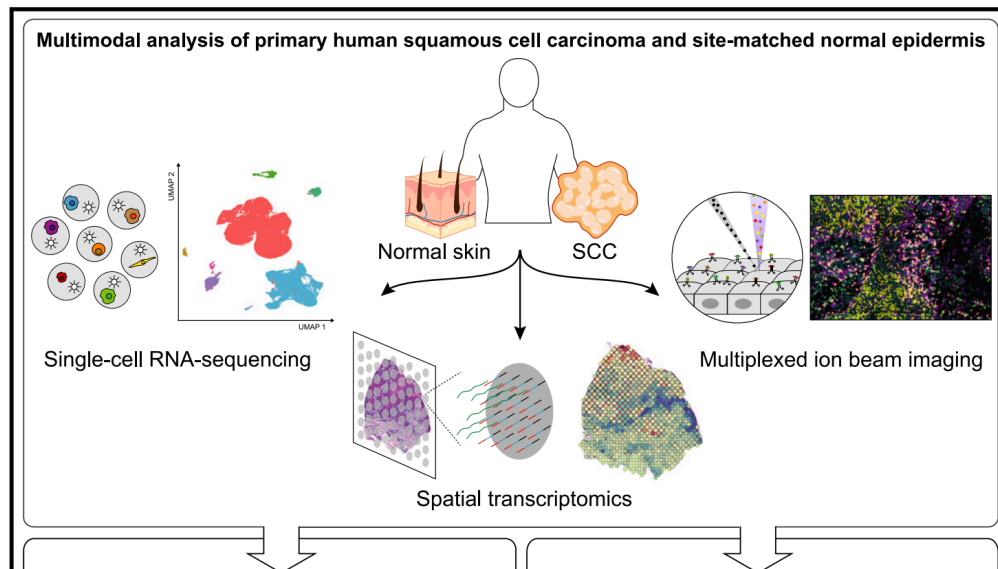 Multimodal analysis of primary human squamous cell carcinoma and site-matched normal epidermis
UMAP 2
UMAP 1
Normal skin
SCC
Single-cell RNA-sequencing
Multiplexed ion beam imaging
Spatial transcriptomics